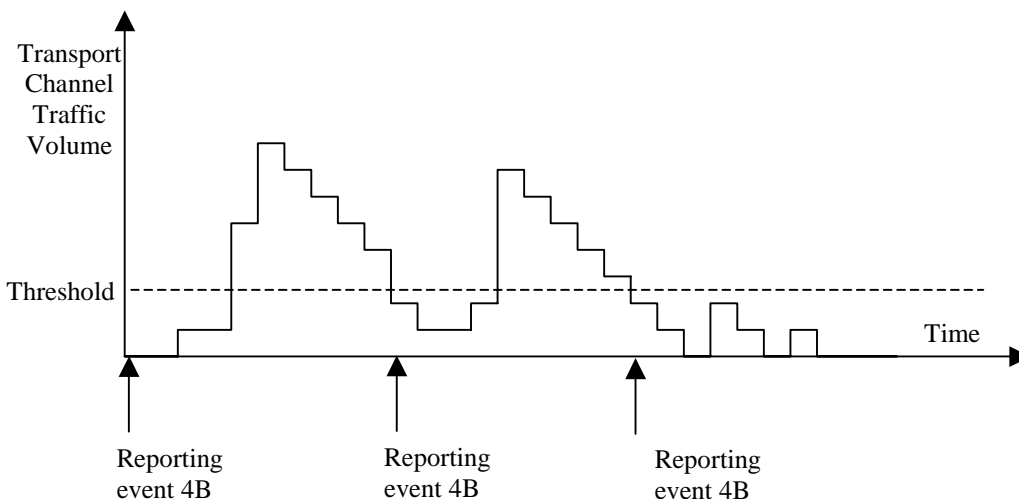 Transport
Channel
Traffic
Volume
Threshold
Time
Reporting
event 4B
Reporting
event 4B
Reporting
event 4B